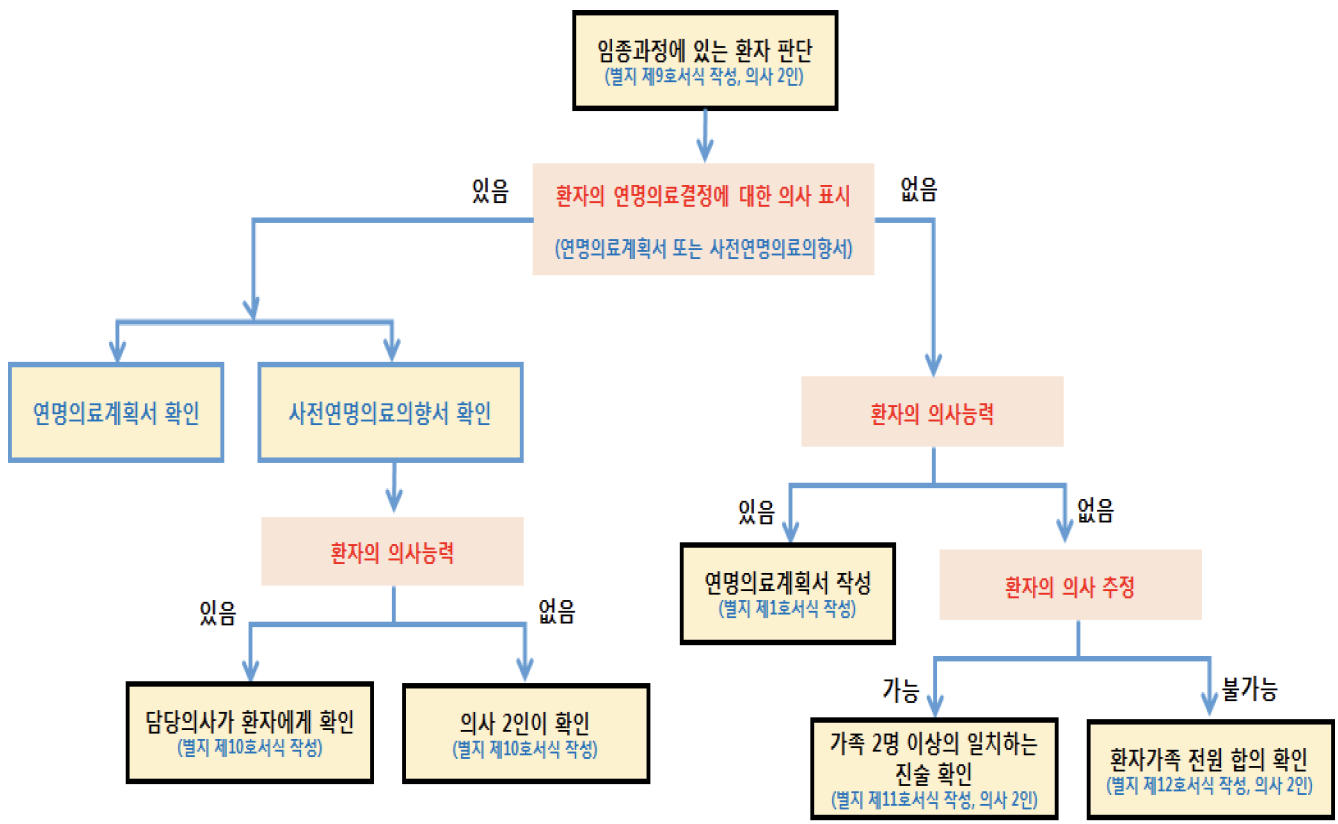 임종과정에 있는 환자 판단
(별지 제9호서식 작성, 의사 2인)
있음
환자의 연명의료결정에 대한 의사 표시
없음
(연명의료계획서 또는 사전연명의료의향서)
연명의료계획서 확인
사전연명의료의향서 확인
환자의 의사능력
환자의 의사능력
있음
없음
있음
없음
연명의료계획서 작성
(별지 제1호서식 작성)
환자의 의사 추정
담당의사가 환자에게 확인
(별지 제10호서식 작성)
의사 2인이 확인
(별지 제10호서식 작성)
가능
불가능
가족 2명 이상의 일치하는
진술 확인
(별지 제11호서식 작성, 의사 2인)
환자가족 전원 합의 확인
(별지 제12호서식 작성, 의사 2인)